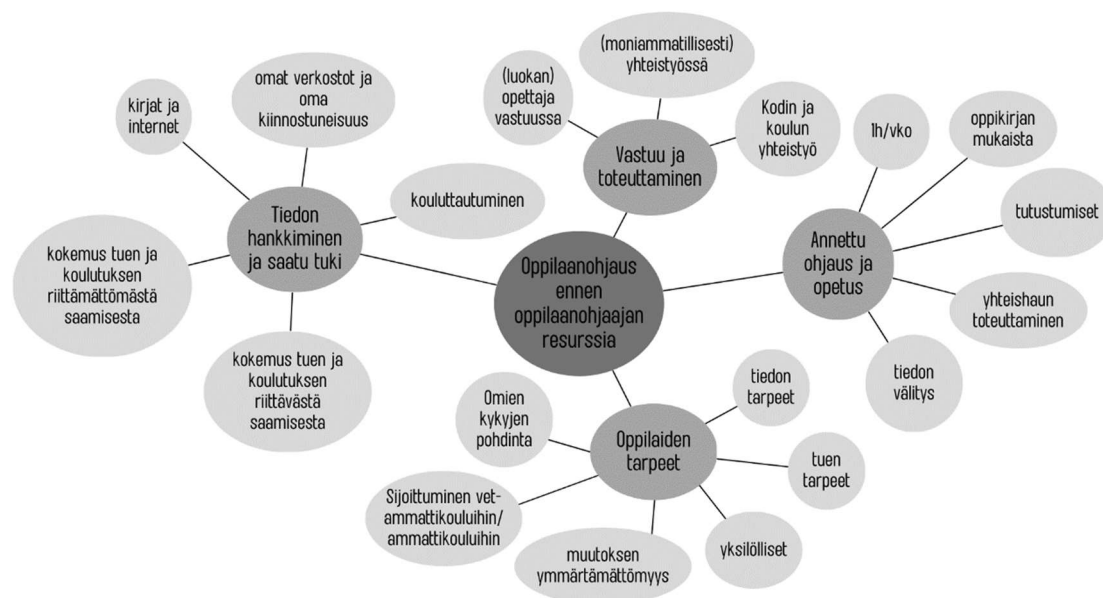 (moniammatillisesti)
yhteistyössä
omat verkostot ja
oma
kiinnostuneisuus
(luokan)
opettaja
vastuussa
kirjat ja
internet
Kodin ja
koulun
yhteistyö
1h/vko
oppikirjan
mukaista
Vastuu ja
toteuttaminen
kouluttautuminen
tutustumiset
Tiedon
hankkiminen
ja saatu tuki
Annettu
ohjaus ja
opetus
kokemus tuen ja
koulutuksen
riittämättömästä
saamisesta
Oppilaanohjaus
ennen
oppilaanohjaajan
resurssia
yhteishaun
toteuttaminen
kokemus tuen ja
koulutuksen
riittävästä
saamisesta
tiedon
välitys
tiedon
tarpeet
Omien
kykyjen
pohdinta
Oppilaiden
tarpeet
tuen
tarpeet
Sijoittuminen vet-
ammattikouluihin/
ammattikouluihin
muutoksen
ymmärtämättömyys
yksilölliset